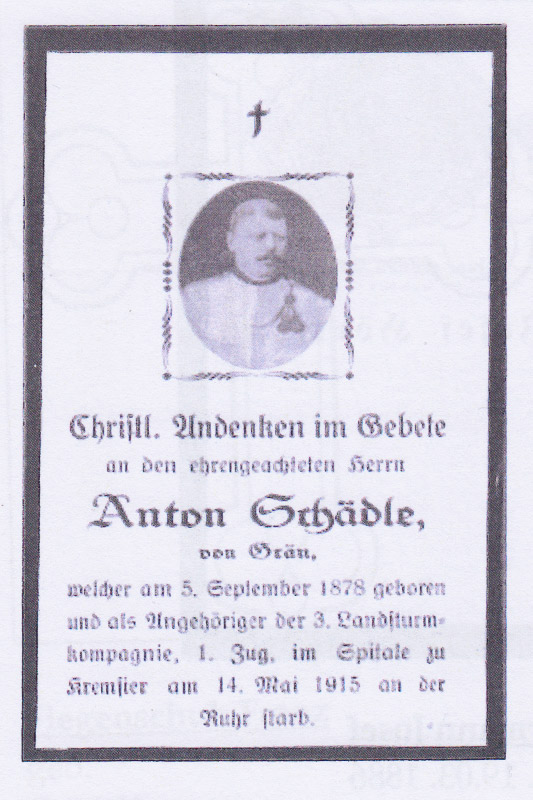 Christl. Andenken im Gebete
an den ehrengeachteten Herrn
Anton Schädle,
von Grän,
welcher am 5. September 1878 geboren
und als Angehöriger der 3. Landsturm-
kompagnie, 1. Zug, im Spitale zu
Kremsier am 14. Mai 1915 an der
Ruhr starb.